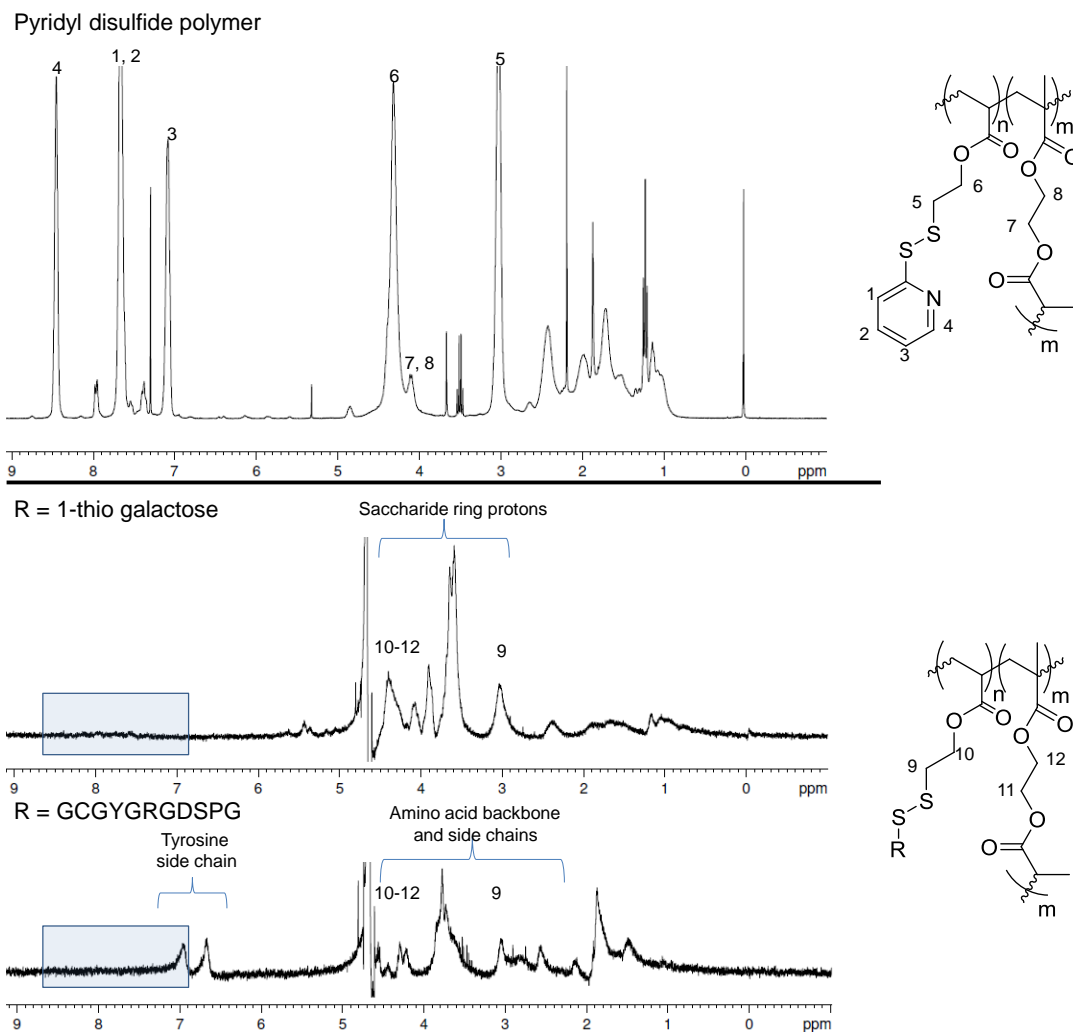 Pyridyl disulfide polymer
4
1, 2
3
6
7, 8
5
9 8 7 6 5 4 3 2 1 0 ppm
n
m
O
O
O
O
6
8
5
7
S
S
O
O
1
N
2
3
4
m
R = 1-thio galactose
Saccharide ring protons
10-12
9
9 8 7 6 5 4 3 2 1 0 ppm
R = GCGYGRGDSPG
Tyrosine
side chain
Amino acid backbone
and side chains
10-12
9
9 8 7 6 5 4 3 2 1 0 ppm
n
m
O
O
O
O
10
12
9
11
S
S
R
O
O
m